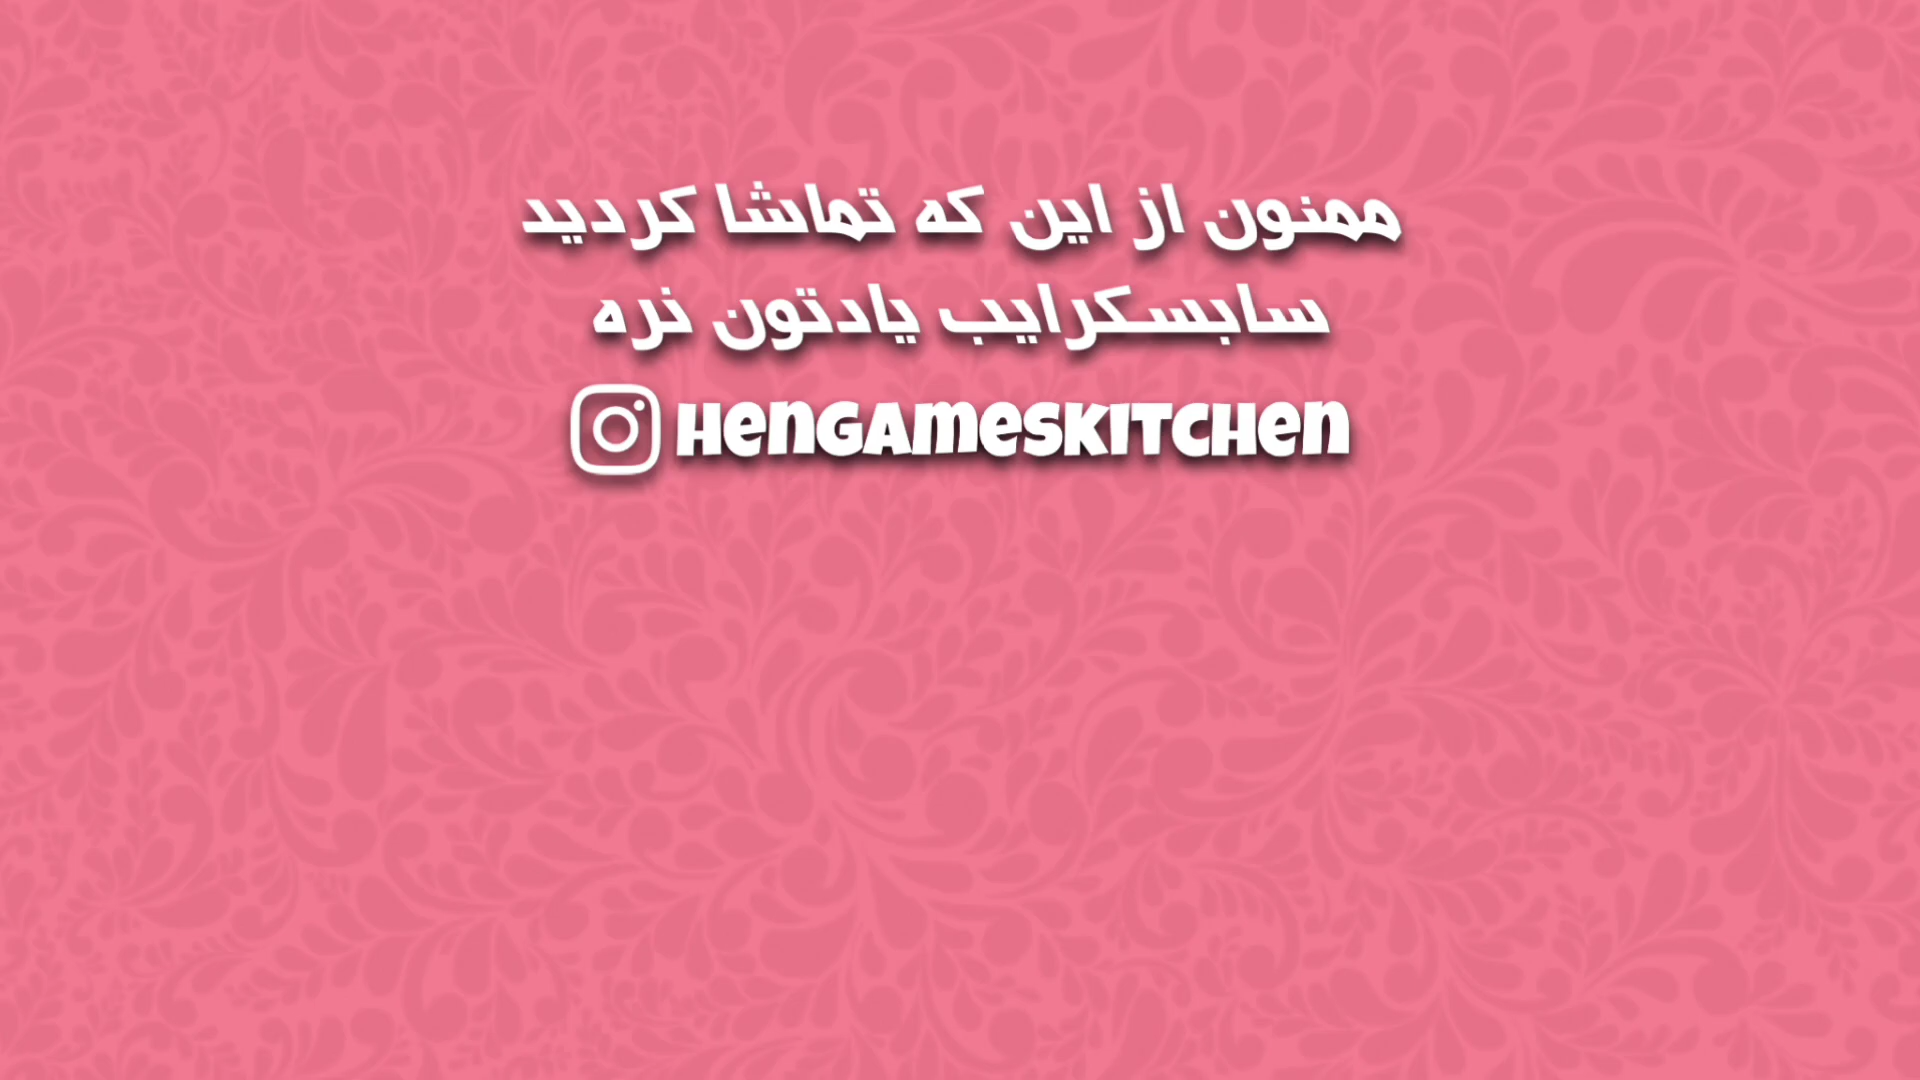 ممنون از این که تماشا کردید
سابسکرایب یادتون نره
HENGAMESKITCHEN